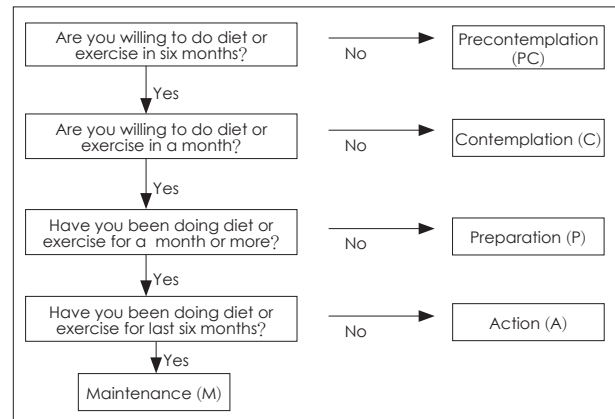 Are you willing to do diet or
exercise in six months?
No
Precontemplation
(PC)
Yes
Are you willing to do diet or
exercise in a month?
No
Contemplation (C)
Yes
Have you been doing diet or
exercise for a month or more?
No
Preparation (P)
Yes
Have you been doing diet or
exercise for last six months?
No
Action (A)
Yes
Maintenance (M)